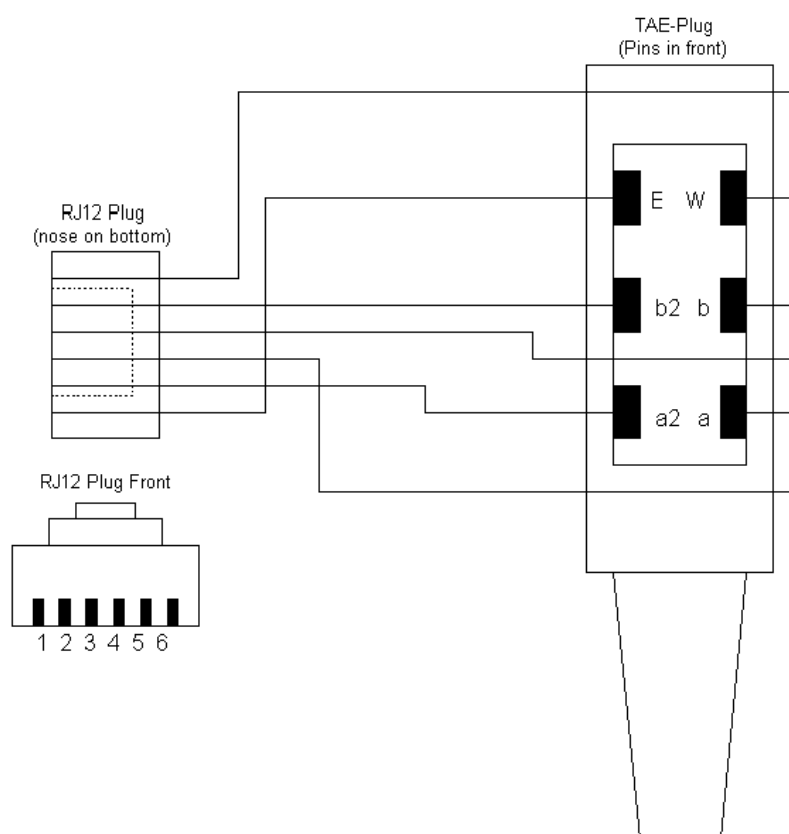 TAE-Plug
(Pins in front)
E W
RJ12 Plug
(nose on bottom)
b2 b
a2 a
RJ12 Plug Front
1 2 3 4 5 6